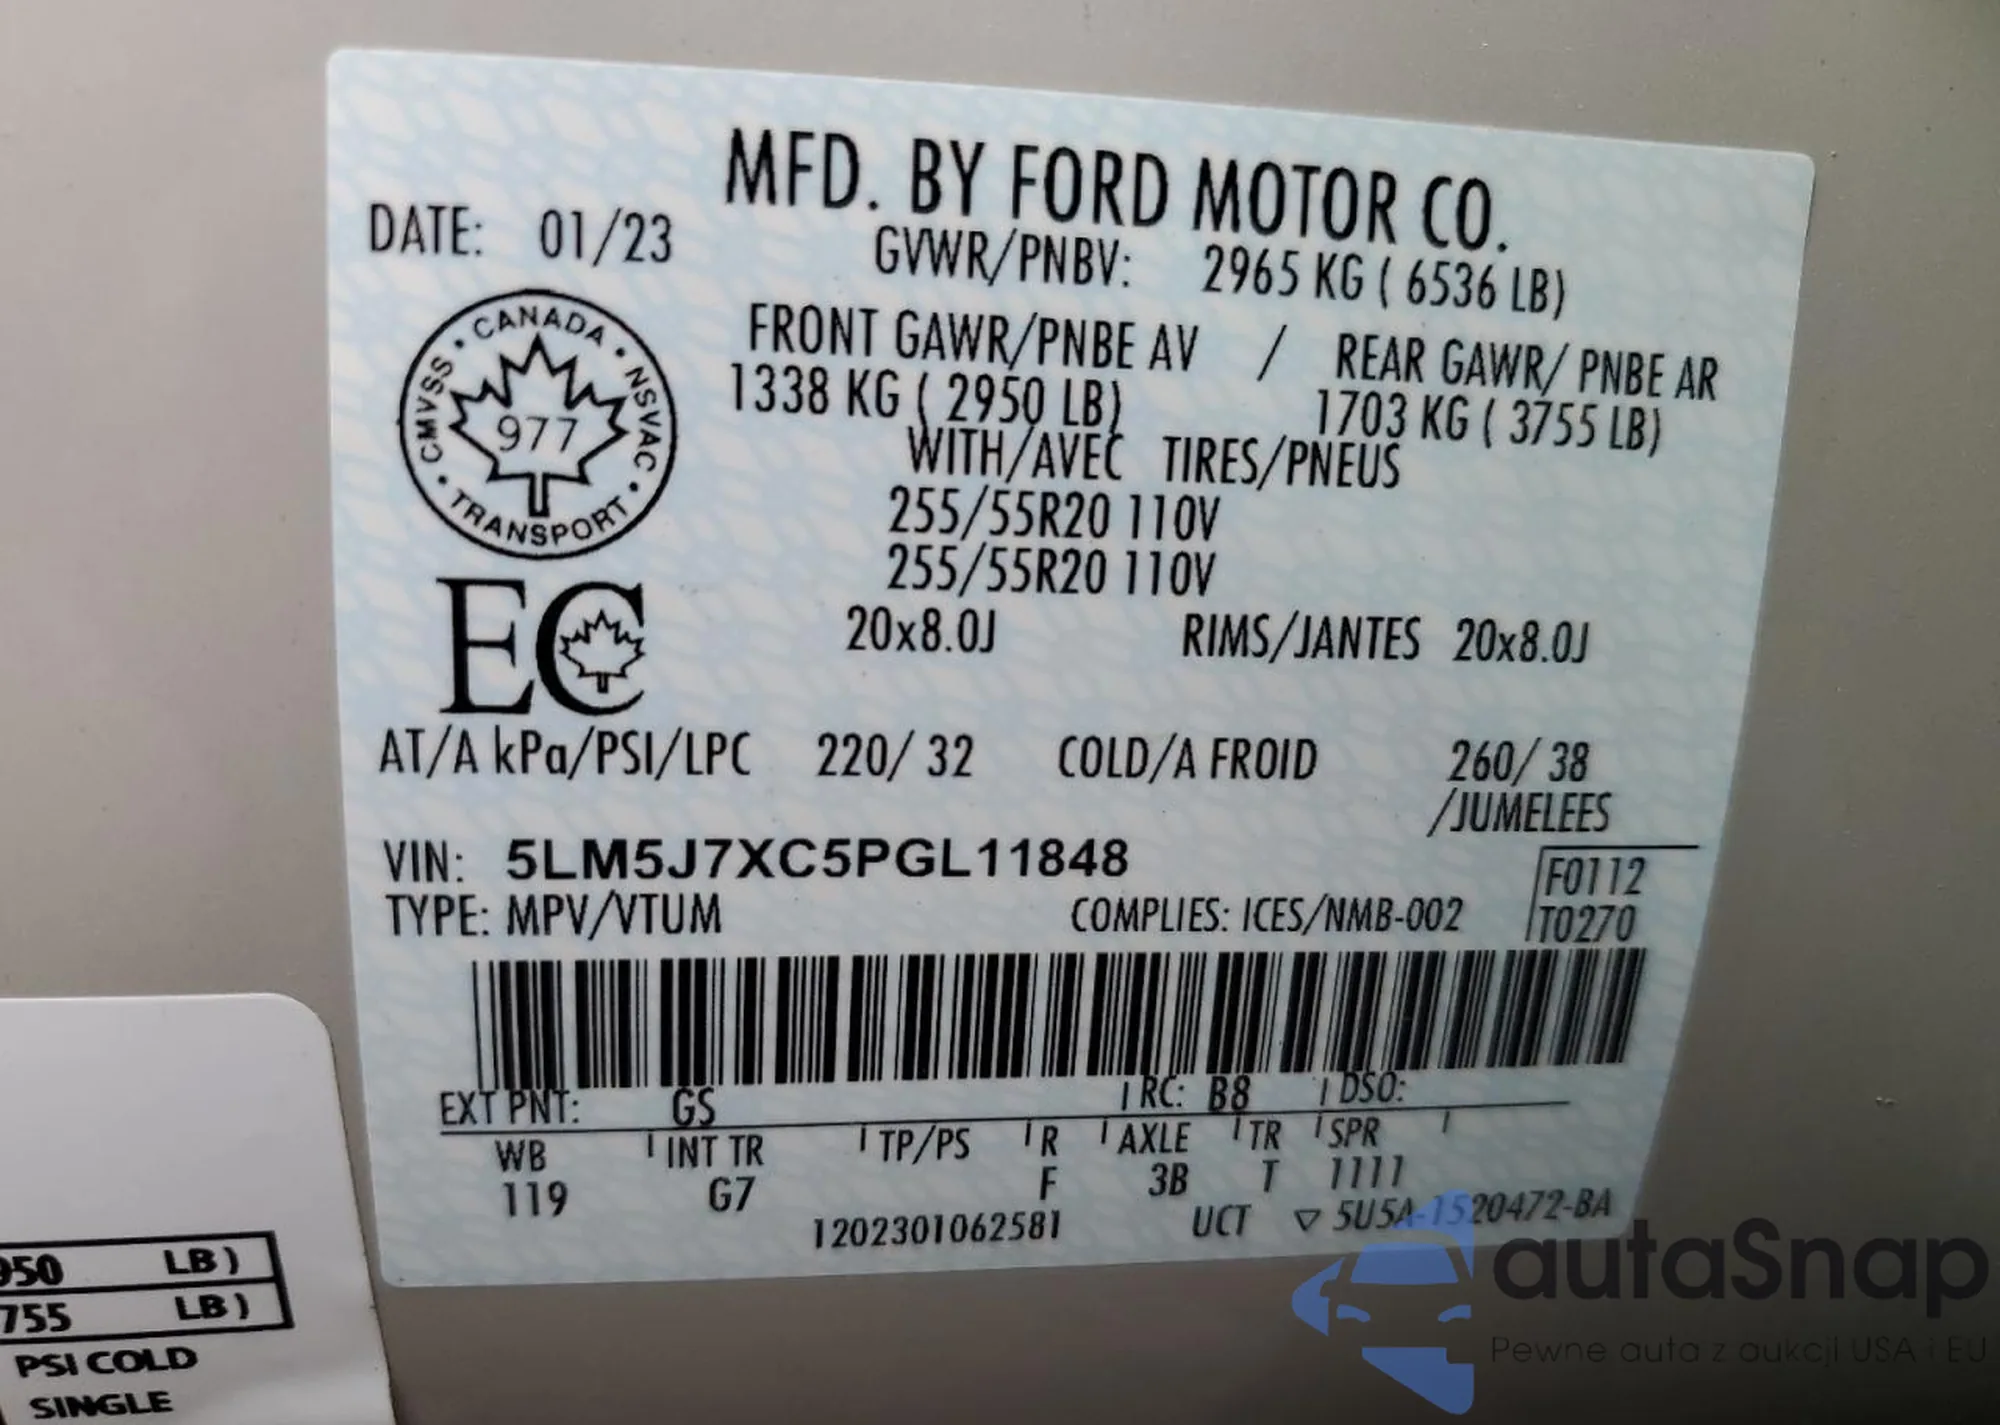 MFD. BY FORD MOTOR CO.
DATE: 01/23
GVWR/PNBV: 2965 KG ( 6536 LB)
FRONT GAWR/PNBE AV / REAR GAWR/ PNBE AR
1338 KG ( 2950 LB) 1703 KG ( 3755 LB)
WITH/AVEC TIRES/PNEUS
255/55R20 110V
255/55R20 110V
20x8.0J RIMS/JANTES 20x8.0J
CANADA • NSVAC • TRANSPORT • CMVSS •
977
EC
AT/A kPa/PSI/LPC 220/ 32 COLD/A FROID 260/ 38
/JUMELEES
VIN: 5LM5J7XC5PGL11848
F0112
TYPE: MPV/VTUM COMPLIES: ICES/NMB-002 T0270
EXT PNT: GS RC: B8 DSO:
WB INT TR TP/PS R AXLE TR SPR
119 G7 F 3B T 1111
1202301062581 UCT ▽ 5U5A-1520472-BA
950 LB )
755 LB )
PSI COLD
SINGLE
autaSnap
Pewne auta z aukcji USA i EU